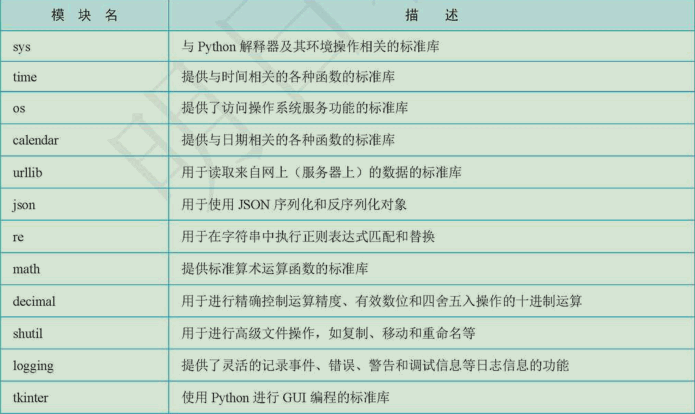 模 块 名 描 述
sys 与 Python 解释器及其环境操作相关的标准库
time 提供与时间相关的各种函数的标准库
os 提供了访问操作系统服务功能的标准库
calendar 提供与日期相关的各种函数的标准库
urllib 用于读取来自网上（服务器上）的数据的标准库
json 用于使用 JSON 序列化和反序列化对象
re 用于在字符串中执行正则表达式匹配和替换
math 提供标准算术运算函数的标准库
decimal 用于进行精确控制运算精度、有效数位和四舍五入操作的十进制运算
shutil 用于进行高级文件操作，如复制、移动和重命名等
logging 提供了灵活的记录事件、错误、警告和调试信息等日志信息的功能
tkinter 使用 Python 进行 GUI 编程的标准库